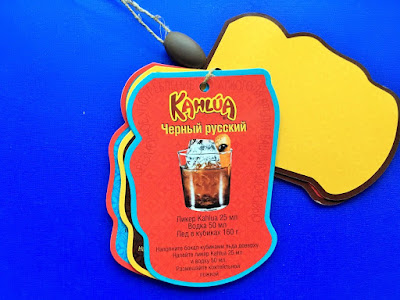 KAHLÚA
Черный русский
Ликер Kahlua 25 мл
Водка 50 мл
Лед в кубиках 160 г
Наполните бокал кубиками льда доверху
Налейте ликер Kahlua 25 мл
и водку 50 мл
Размешайте коктейльной
ложкой